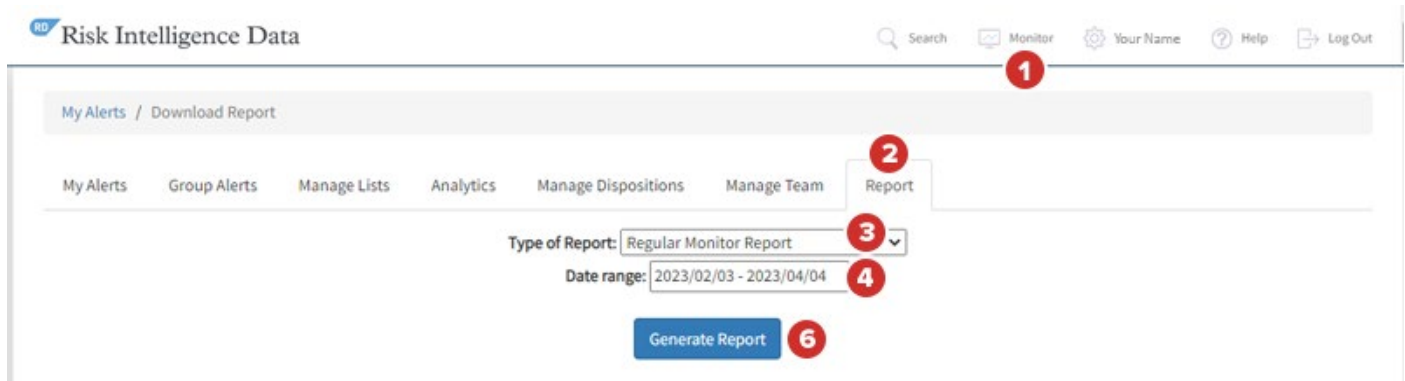 RD Risk Intelligence Data Search Monitor Your Name Help Log Out
1
My Alerts / Download Report
2
My Alerts Group Alerts Manage Lists Analytics Manage Dispositions Manage Team Report
Type of Report: Regular Monitor Report 3
Date range: 2023/02/03 - 2023/04/04 4
Generate Report 6